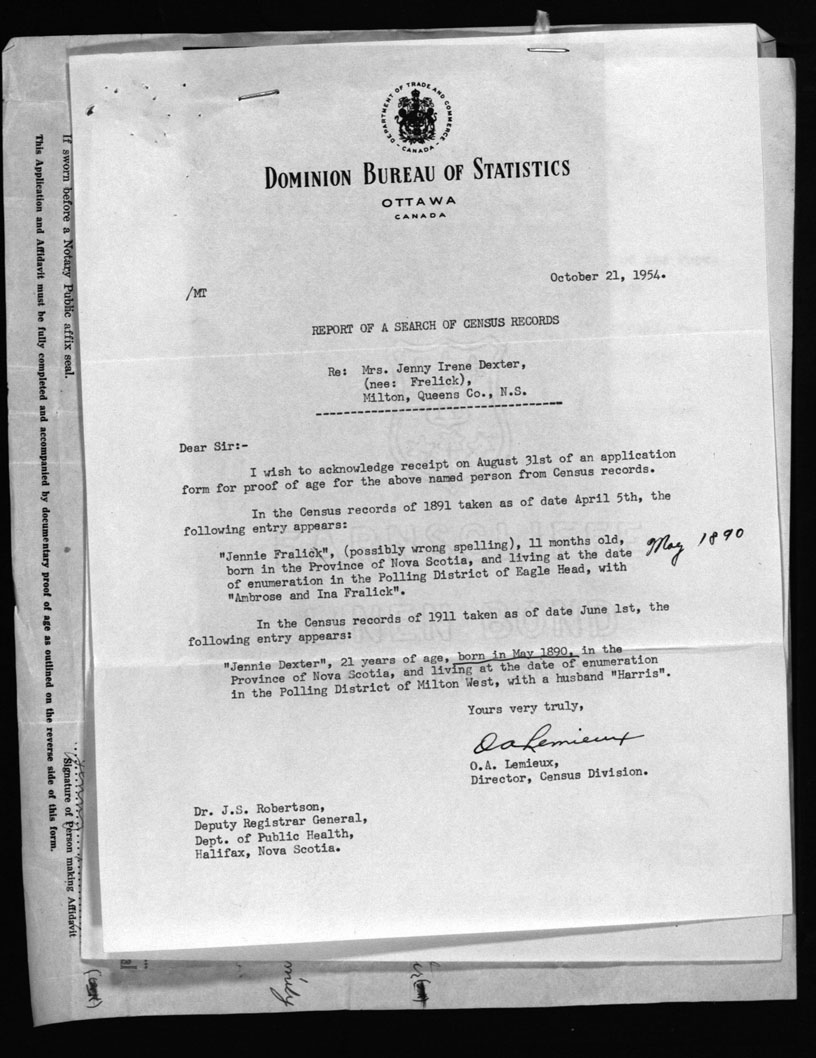 DEPARTMENT OF TRADE AND COMMERCE
- CANADA -
DOMINION BUREAU OF STATISTICS
OTTAWA
CANADA
October 21, 1954.
/MT
REPORT OF A SEARCH OF CENSUS RECORDS
Re: Mrs. Jenny Irene Dexter,
(nee: Frelick),
Milton, Queens Co., N.S.
Dear Sir:-
I wish to acknowledge receipt on August 31st of an application
form for proof of age for the above named person from Census records.
In the Census records of 1891 taken as of date April 5th, the
following entry appears:
"Jennie Fralick", (possibly wrong spelling), 11 months old,
born in the Province of Nova Scotia, and living at the date
of enumeration in the Polling District of Eagle Head, with
"Ambrose and Ina Fralick".
May 1890
In the Census records of 1911 taken as of date June 1st, the
following entry appears:
"Jennie Dexter", 21 years of age, born in May 1890, in the
Province of Nova Scotia, and living at the date of enumeration
in the Polling District of Milton West, with a husband "Harris".
Yours very truly,
O A Lemieux
O.A. Lemieux,
Director, Census Division.
Dr. J.S. Robertson,
Deputy Registrar General,
Dept. of Public Health,
Halifax, Nova Scotia.
If sworn before a Notary Public affix seal.
This Application and Affidavit must be fully completed and accompanied by documentary proof of age as outlined on the reverse side of this form.
Signature of Person making Affidavit